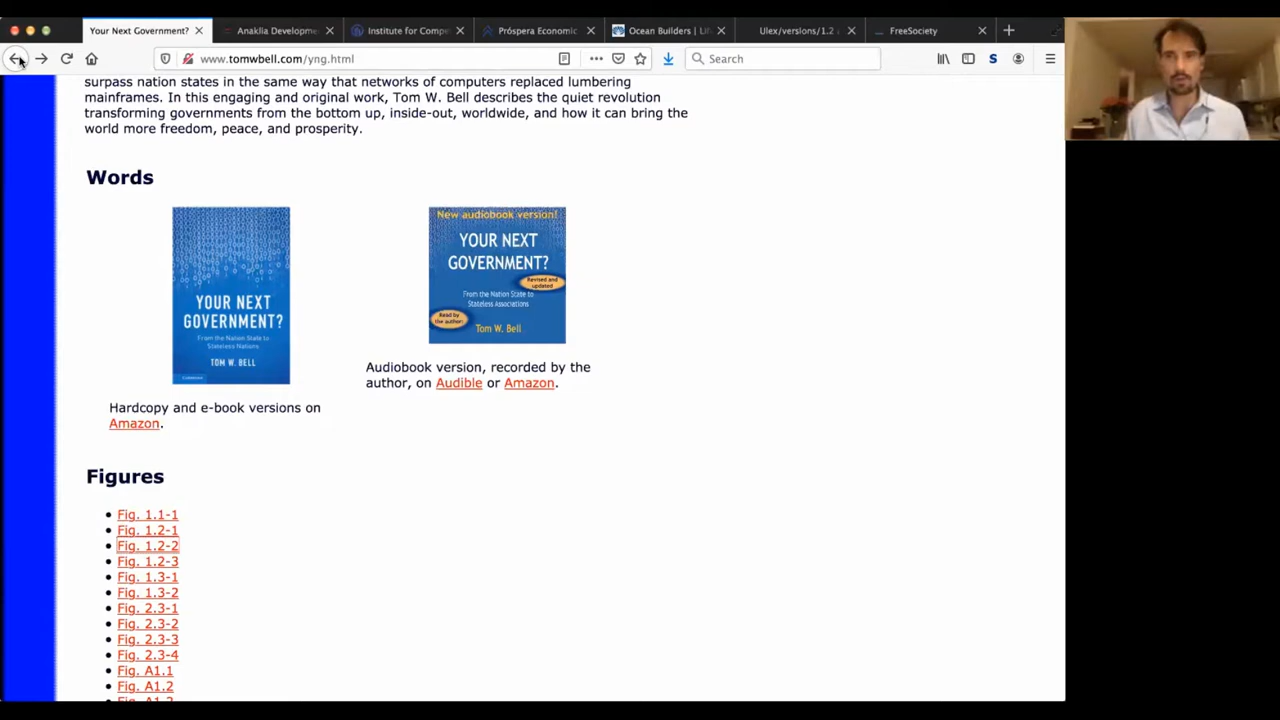 Your Next Government?
Anaklia Developme
Institute for Compe
Próspera Economic
Ocean Builders | Lif
Ulex/versions/1.2
FreeSociety
www.tomwbell.com/yng.html
Search
S
surpass nation states in the same way that networks of computers replaced lumbering
mainframes. In this engaging and original work, Tom W. Bell describes the quiet revolution
transforming governments from the bottom up, inside-out, worldwide, and how it can bring the
world more freedom, peace, and prosperity.
Words
YOUR NEXT
GOVERNMENT?
From the Nation State to
Stateless Nations
TOM W. BELL
New audiobook version!
YOUR NEXT
GOVERNMENT?
Revised and
updated
From the Nation State to
Stateless Associations
Read by
the author!
Tom W. Bell
Audiobook version, recorded by the
author, on Audible or Amazon.
Hardcopy and e-book versions on
Amazon.
Figures
Fig. 1.1-1
Fig. 1.2-1
Fig. 1.2-2
Fig. 1.2-3
Fig. 1.3-1
Fig. 1.3-2
Fig. 2.3-1
Fig. 2.3-2
Fig. 2.3-3
Fig. 2.3-4
Fig. A1.1
Fig. A1.2